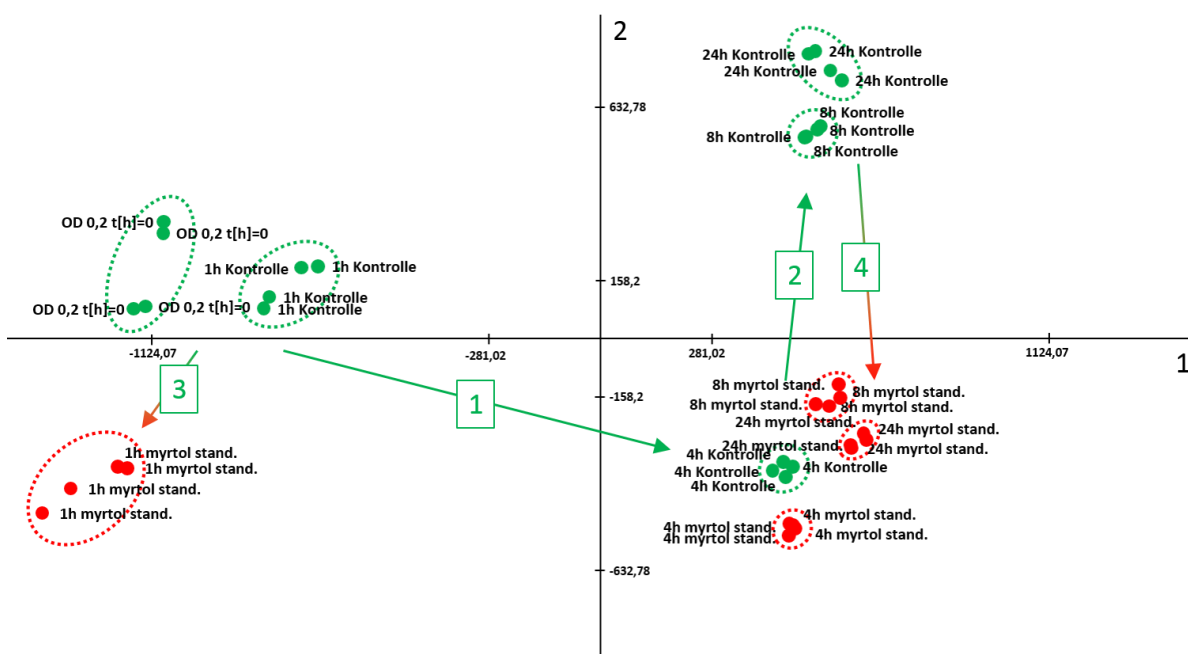 2
24h Kontrolle
24h Kontrolle
24h Kontrolle
24h Kontrolle
632,78
8h Kontrolle
8h Kontrolle
8h Kontrolle
8h Kontrolle
OD 0,2 t[h]=0
OD 0,2 t[h]=0
1h Kontrolle
1h Kontrolle
2
4
158,2
OD 0,2 t[h]=0
OD 0,2 t[h]=0
1h Kontrolle
1h Kontrolle
-1124,07
-281,02
281,02
1124,07
1
3
1
-158,2
8h myrtol stand.
8h myrtol stand.
8h myrtol stand.
8h myrtol stand.
24h myrtol stand.
24h myrtol stand.
24h myrtol stand.
24h myrtol stand.
4h Kontrolle
4h Kontrolle
4h Kontrolle
4h Kontrolle
1h myrtol stand.
1h myrtol stand.
1h myrtol stand.
1h myrtol stand.
4h myrtol stand.
4h myrtol stand.
4h myrtol stand.
4h myrtol stand.
-632,78